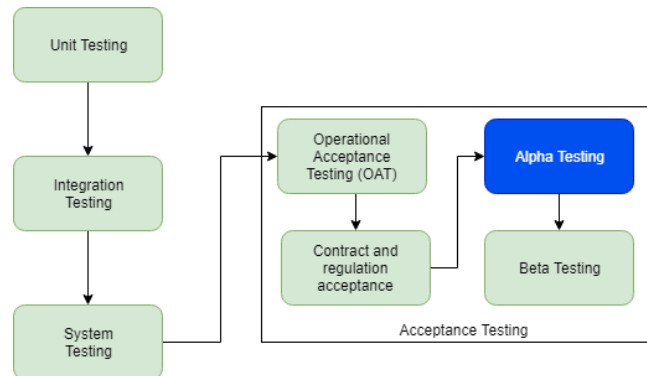 Unit Testing
Integration
Testing
System
Testing
Operational
Acceptance
Testing (OAT)
Contract and
regulation
acceptance
Alpha Testing
Beta Testing
Acceptance Testing